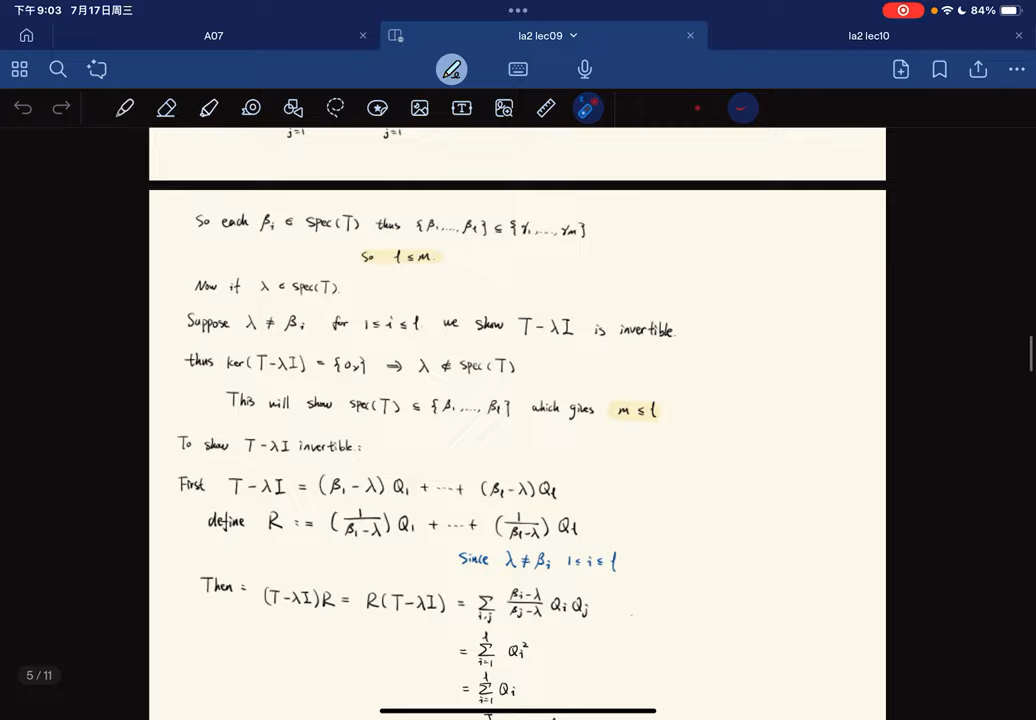 下午9:03 7月17日周三
84%
A07
la2 lec09
la2 lec10
j=1 j=1
So each βᵢ ∈ spec(T) thus {β₁,...,βₗ} ⊆ {γ₁,...,γₘ}
So l ≤ m.
Now if λ ∈ spec(T).
Suppose λ ≠ βᵢ for 1 ≤ i ≤ l. we show T - λI is invertible.
thus ker(T-λI) = {0ᵥ} ⇒ λ ∉ spec(T)
This will show spec(T) ⊆ {β₁,...,βₗ} which gives m ≤ l
To show T - λI invertible:
First T - λI = (β₁ - λ) Q₁ + ... + (βₗ - λ) Qₗ
define R := (1/(β₁-λ)) Q₁ + ... + (1/(βₗ-λ)) Qₗ
Since λ ≠ βᵢ 1 ≤ i ≤ l
Then: (T-λI)R = R(T-λI) = Σ_{i,j} (βᵢ-λ)/(βⱼ-λ) QᵢQⱼ
= Σ_{i=1}^{l} Qᵢ²
= Σ_{i=1}^{l} Qᵢ
5 / 11